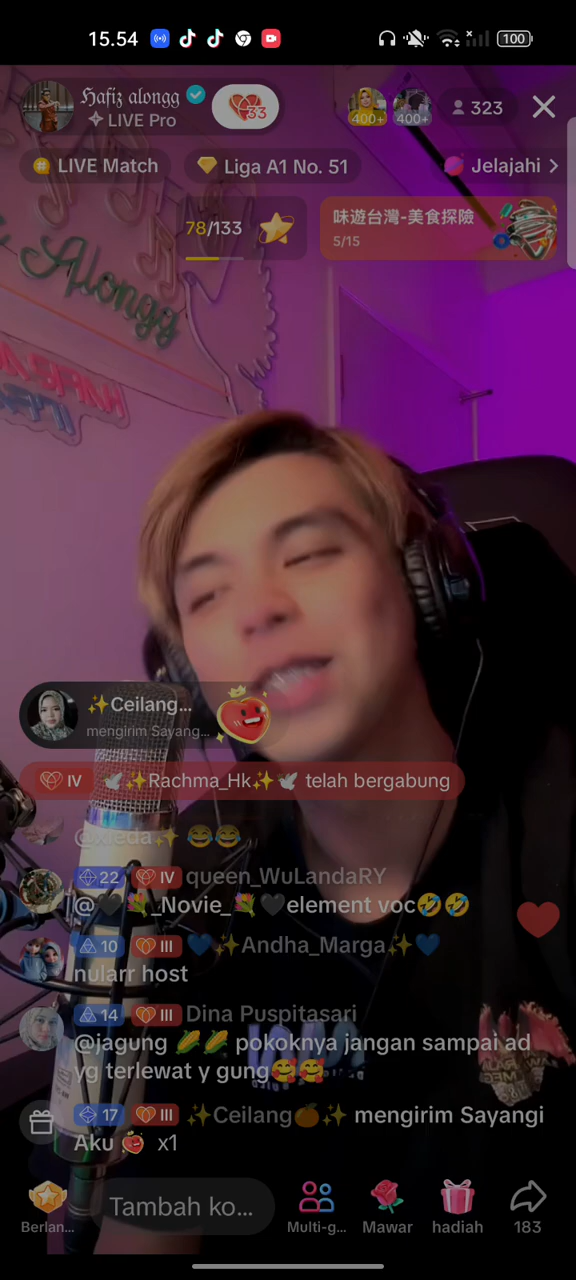 15.54
100
Hafiz alongg
33
LIVE Pro
400+
400+
323
LIVE Match
Liga A1 No. 51
Jelajahi
78/133
味遊台灣-美食探險
5/15
Alongg
✨Ceilang...
mengirim Sayang...
IV 🕊✨Rachma_Hk✨🕊 telah bergabung
✨ 😂😂
22 IV queen_WuLandaRY
@🖤💐_Novie_💐🖤element voc🤣🤣
10 III 💙✨Andha_Marga✨💙
nularr host
14 III Dina Puspitasari
@jagung 🌽🌽 pokoknya jangan sampai ad
yg terlewat y gung🥰🥰
17 III ✨Ceilang🍊✨ mengirim Sayangi
Aku x1
Berlan...
Tambah ko...
Multi-g...
Mawar
hadiah
183